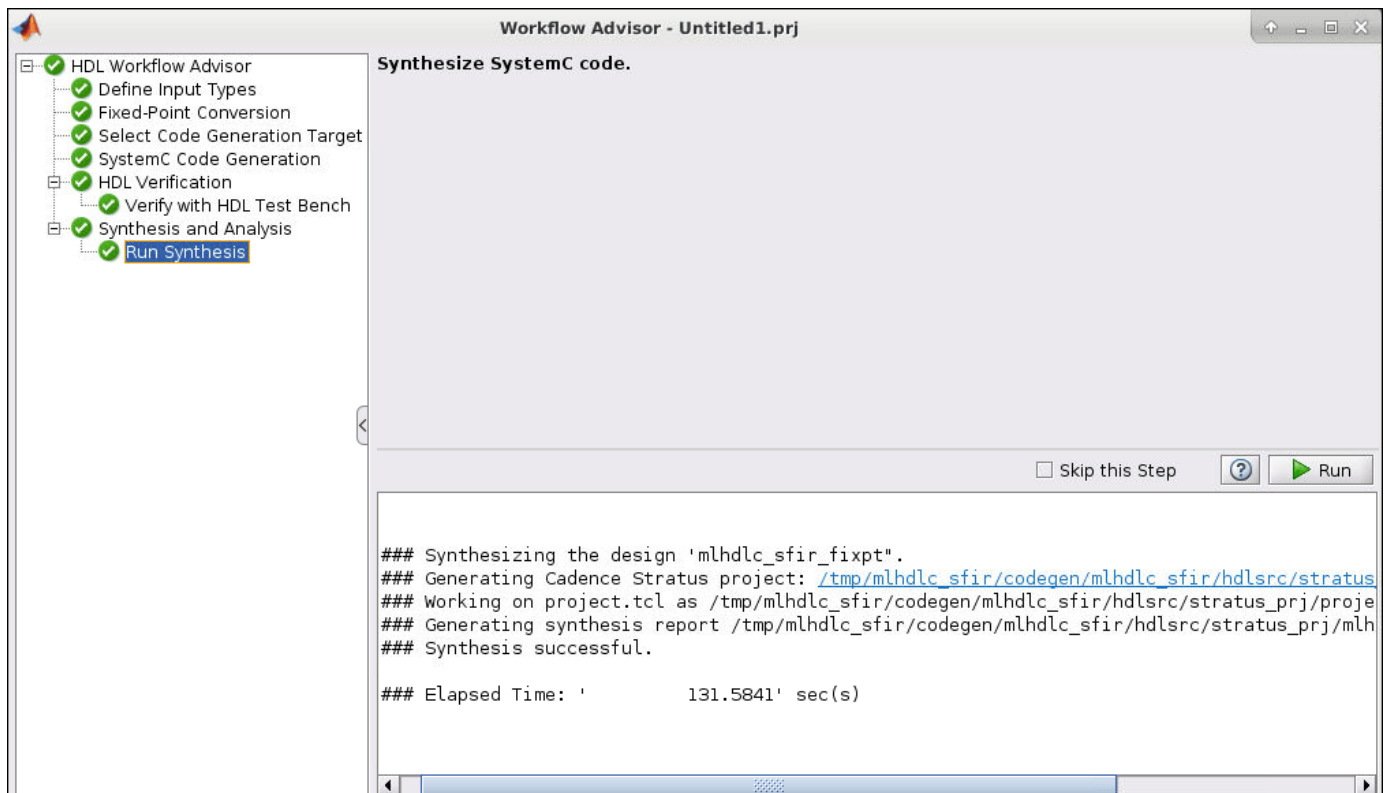 Workflow Advisor - Untitled1.prj
HDL Workflow Advisor
Define Input Types
Fixed-Point Conversion
Select Code Generation Target
SystemC Code Generation
HDL Verification
Verify with HDL Test Bench
Synthesis and Analysis
Run Synthesis
Synthesize SystemC code.
Skip this Step
Run
### Synthesizing the design 'mlhdlc_sfir_fixpt".
### Generating Cadence Stratus project: /tmp/mlhdlc_sfir/codegen/mlhdlc_sfir/hdlsrc/stratus_
### Working on project.tcl as /tmp/mlhdlc_sfir/codegen/mlhdlc_sfir/hdlsrc/stratus_prj/proje
### Generating synthesis report /tmp/mlhdlc_sfir/codegen/mlhdlc_sfir/hdlsrc/stratus_prj/mlh
### Synthesis successful.
### Elapsed Time: '         131.5841' sec(s)